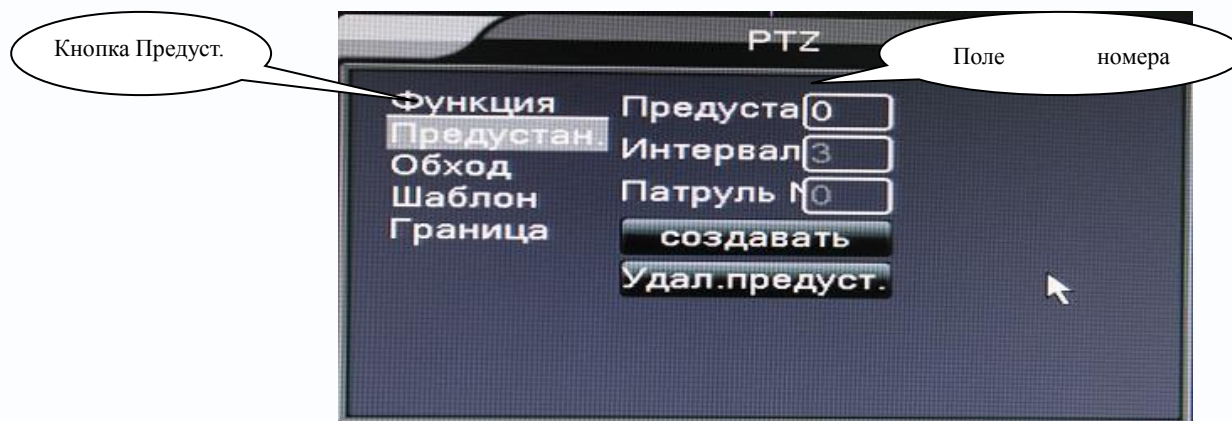 Кнопка Предуст.
PTZ
Поле номера
Функция
Предустан.
Обход
Шаблон
Граница
Предуста 0
Интервал 3
Патруль № 0
создавать
Удал.предуст.